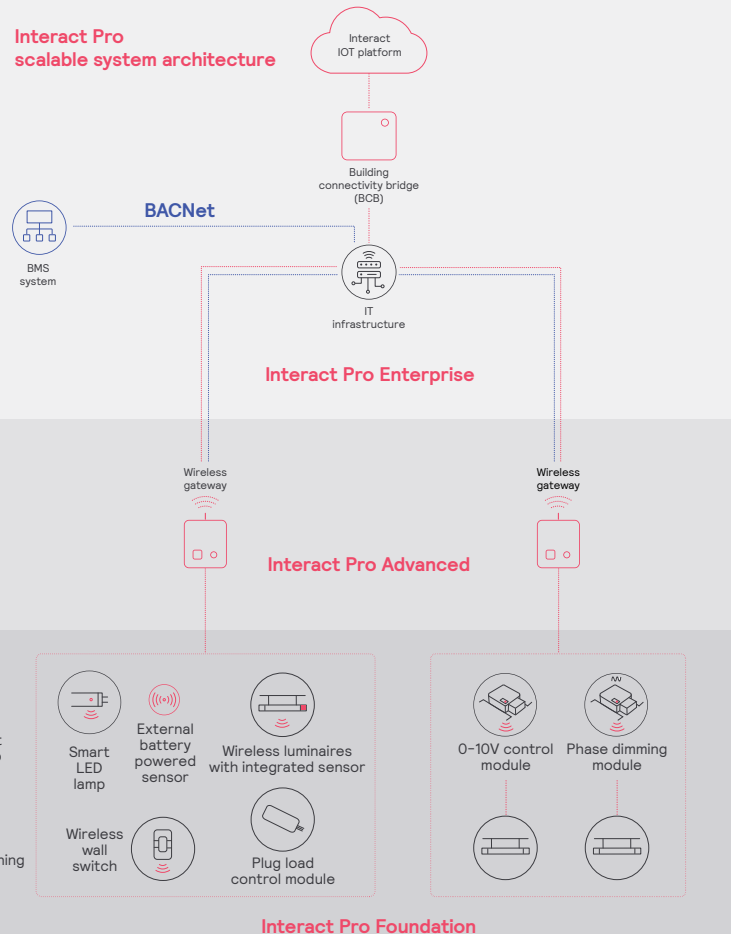 Interact Pro
scalable system architecture
Interact
IOT platform
Building
connectivity bridge
(BCB)
BACNet
BMS
system
IT
infrastructure
Interact Pro Enterprise
Wireless
gateway
Wireless
gateway
Interact Pro Advanced
Smart
LED
lamp
External
battery
powered
sensor
Wireless luminaires
with integrated sensor
0-10V control
module
Phase dimming
module
Wireless
wall
switch
Plug load
control module
Interact Pro Foundation